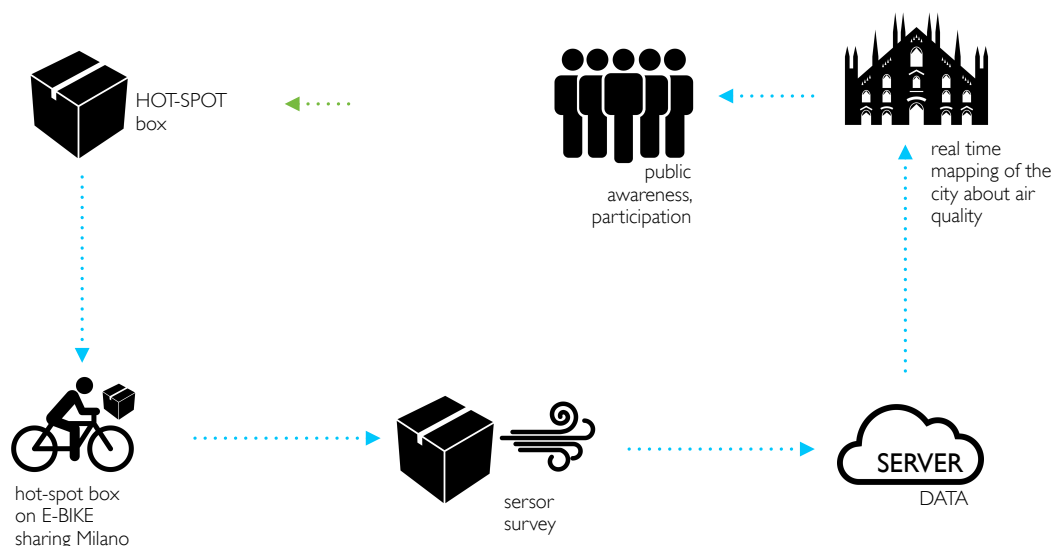 HOT-SPOT
box
public
awareness,
participation
real time
mapping of the
city about air
quality
hot-spot box
on E-BIKE
sharing Milano
sersor
survey
SERVER
DATA